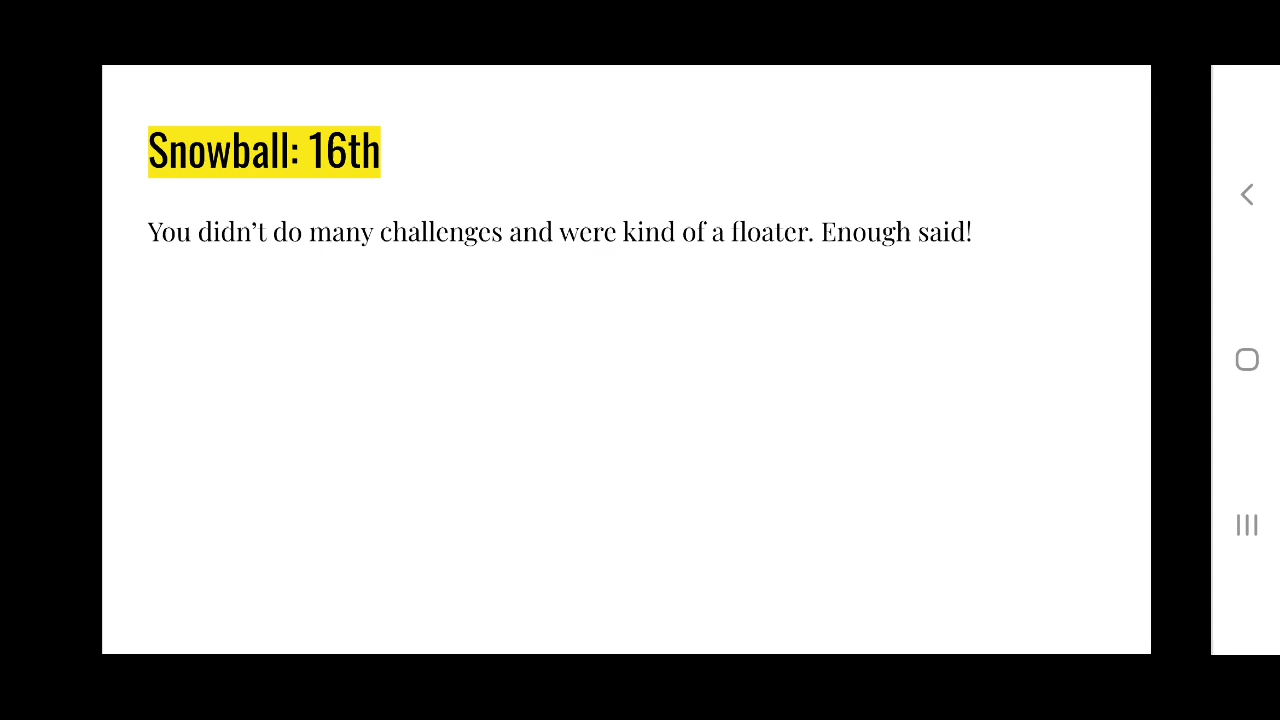 Snowball: 16th
You didn’t do many challenges and were kind of a floater. Enough said!